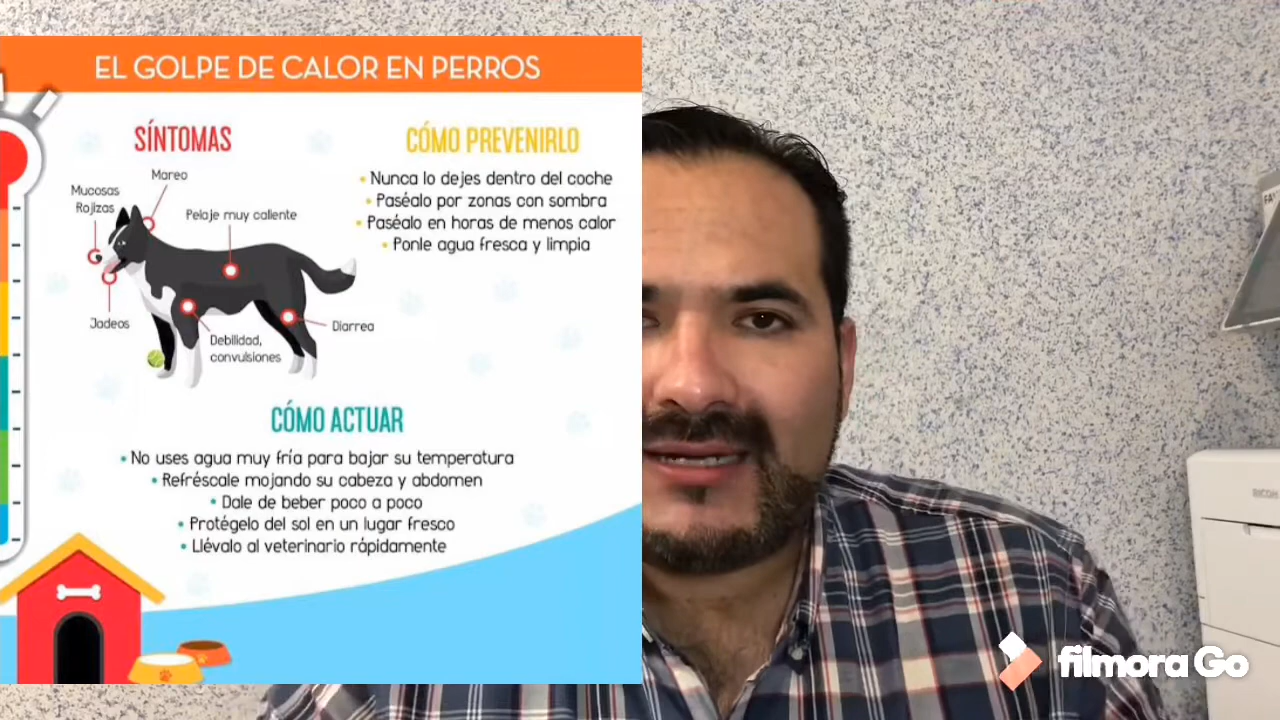 EL GOLPE DE CALOR EN PERROS
SÍNTOMAS
Mareo
Mucosas
Rojizas
Pelaje muy caliente
Jadeos
Debilidad,
convulsiones
Diarrea
CÓMO PREVENIRLO
• Nunca lo dejes dentro del coche
• Paséalo por zonas con sombra
• Paséalo en horas de menos calor
• Ponle agua fresca y limpia
CÓMO ACTUAR
• No uses agua muy fría para bajar su temperatura
• Refréscale mojando su cabeza y abdomen
• Dale de beber poco a poco
• Protégelo del sol en un lugar fresco
• Llévalo al veterinario rápidamente
filmora Go